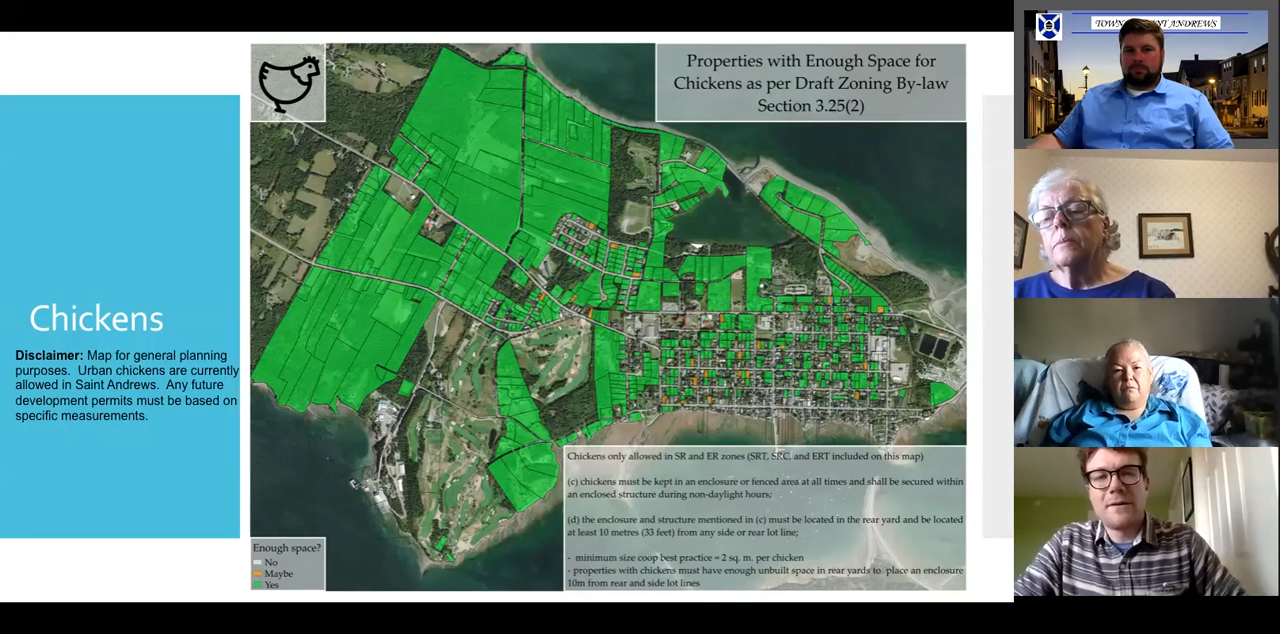 Chickens
Disclaimer: Map for general planning
purposes. Urban chickens are currently
allowed in Saint Andrews. Any future
development permits must be based on
specific measurements.
Properties with Enough Space for
Chickens as per Draft Zoning By-law
Section 3.25(2)
Chickens only allowed in SR and ER zones (SRT, SRC, and ERT included on this map)
(c) chickens must be kept in an enclosure or fenced area at all times and shall be secured within
an enclosed structure during non-daylight hours;
(d) the enclosure and structure mentioned in (c) must be located in the rear yard and be located
at least 10 metres (33 feet) from any side or rear lot line;
- minimum size coop best practice = 2 sq. m. per chicken
- properties with chickens must have enough unbuilt space in rear yards to place an enclosure
10m from rear and side lot lines
Enough space?
No
Maybe
Yes
TOWN NT ANDREWS